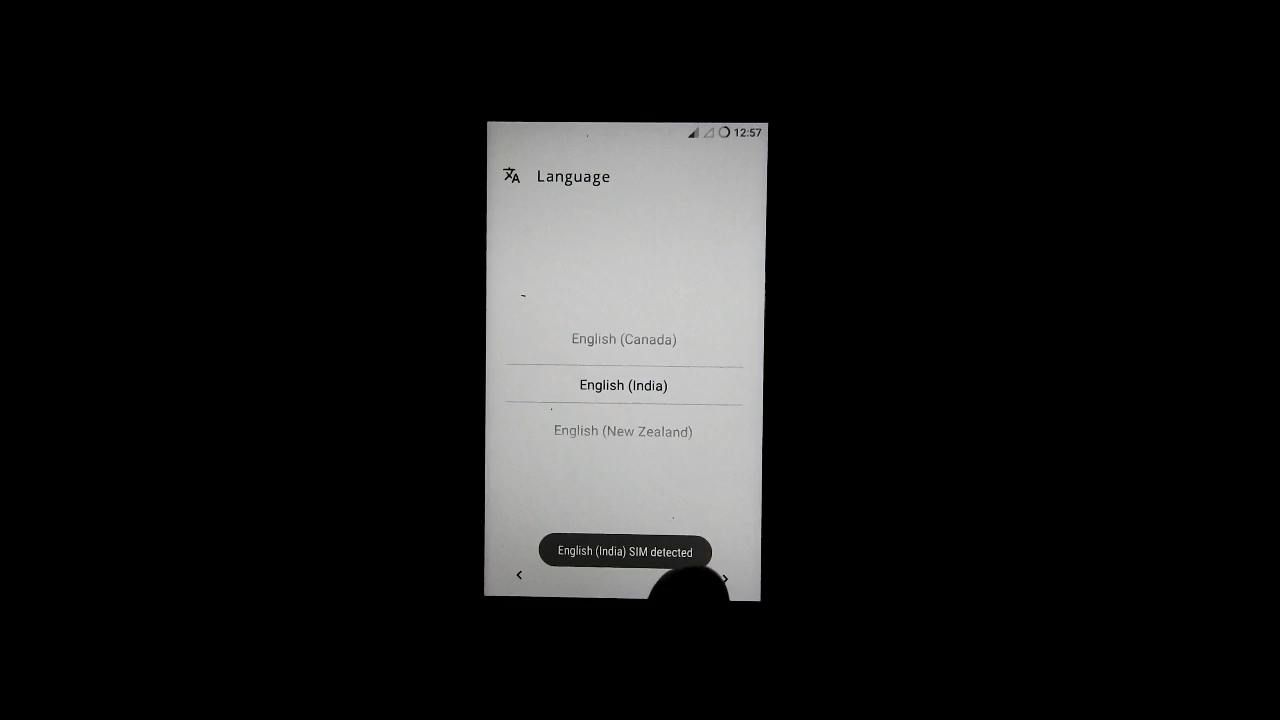 12:57
Language
English (Canada)
English (India)
English (New Zealand)
English (India) SIM detected